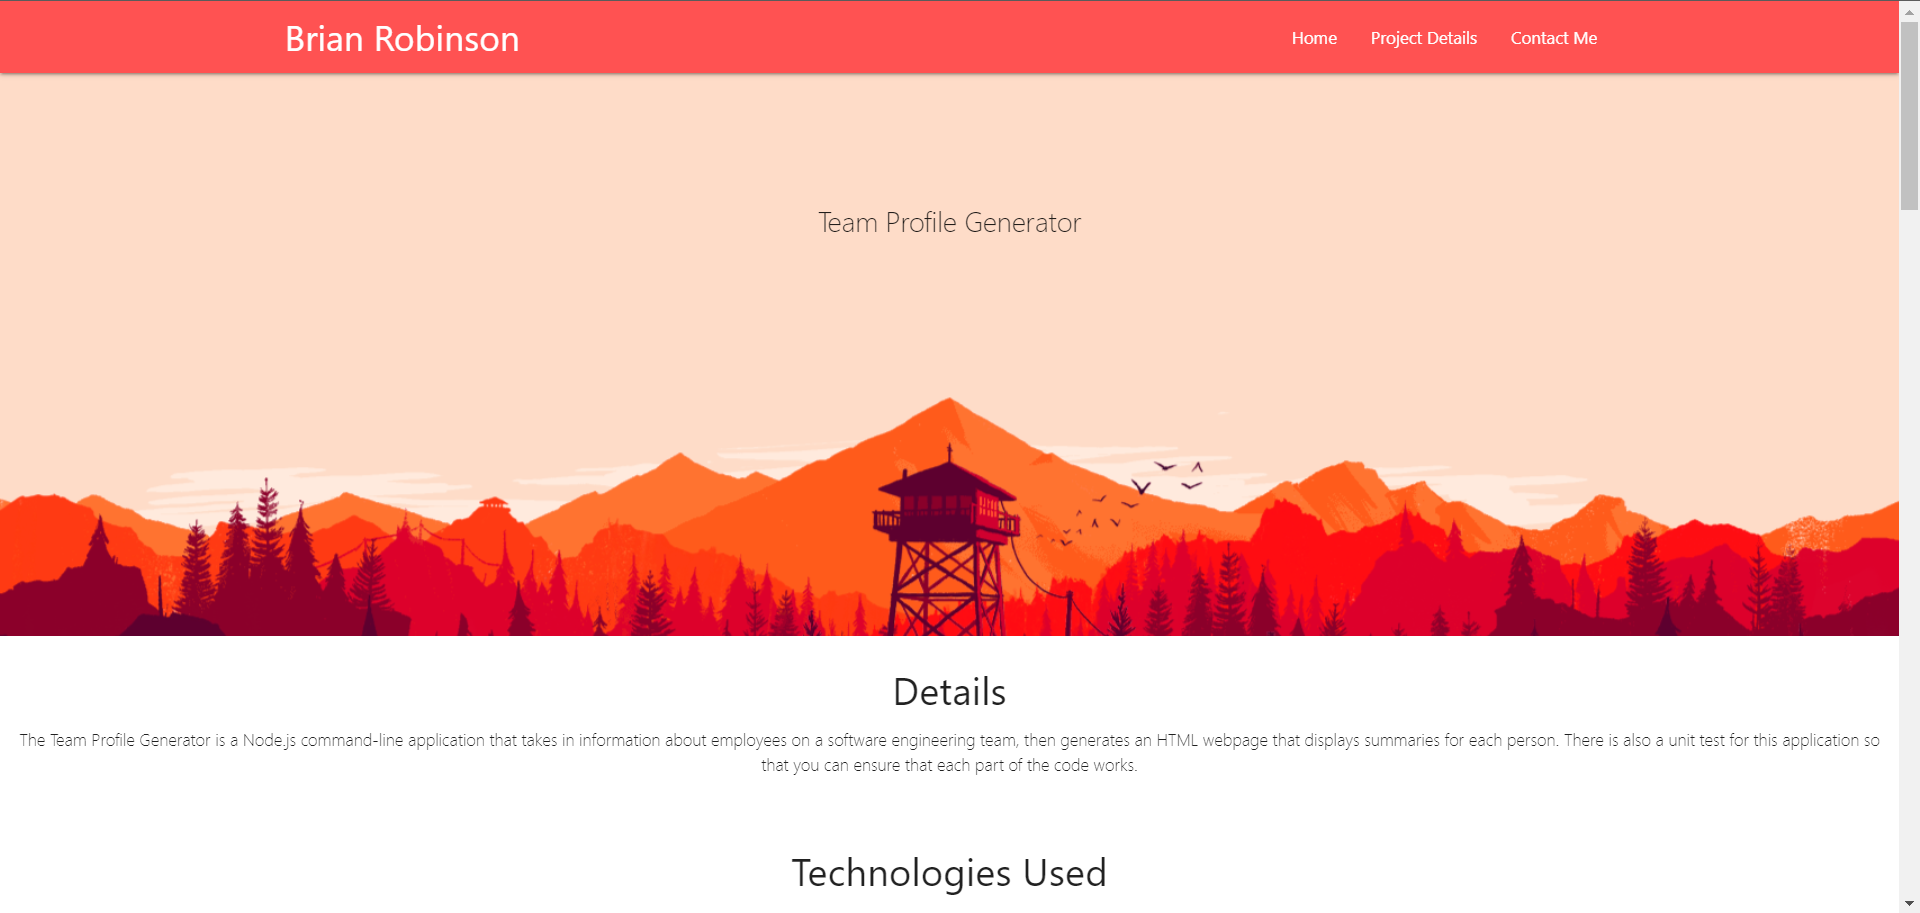 Brian Robinson
Home
Project Details
Contact Me
Team Profile Generator
Details
The Team Profile Generator is a Node.js command-line application that takes in information about employees on a software engineering team, then generates an HTML webpage that displays summaries for each person. There is also a unit test for this application so
that you can ensure that each part of the code works.
Technologies Used